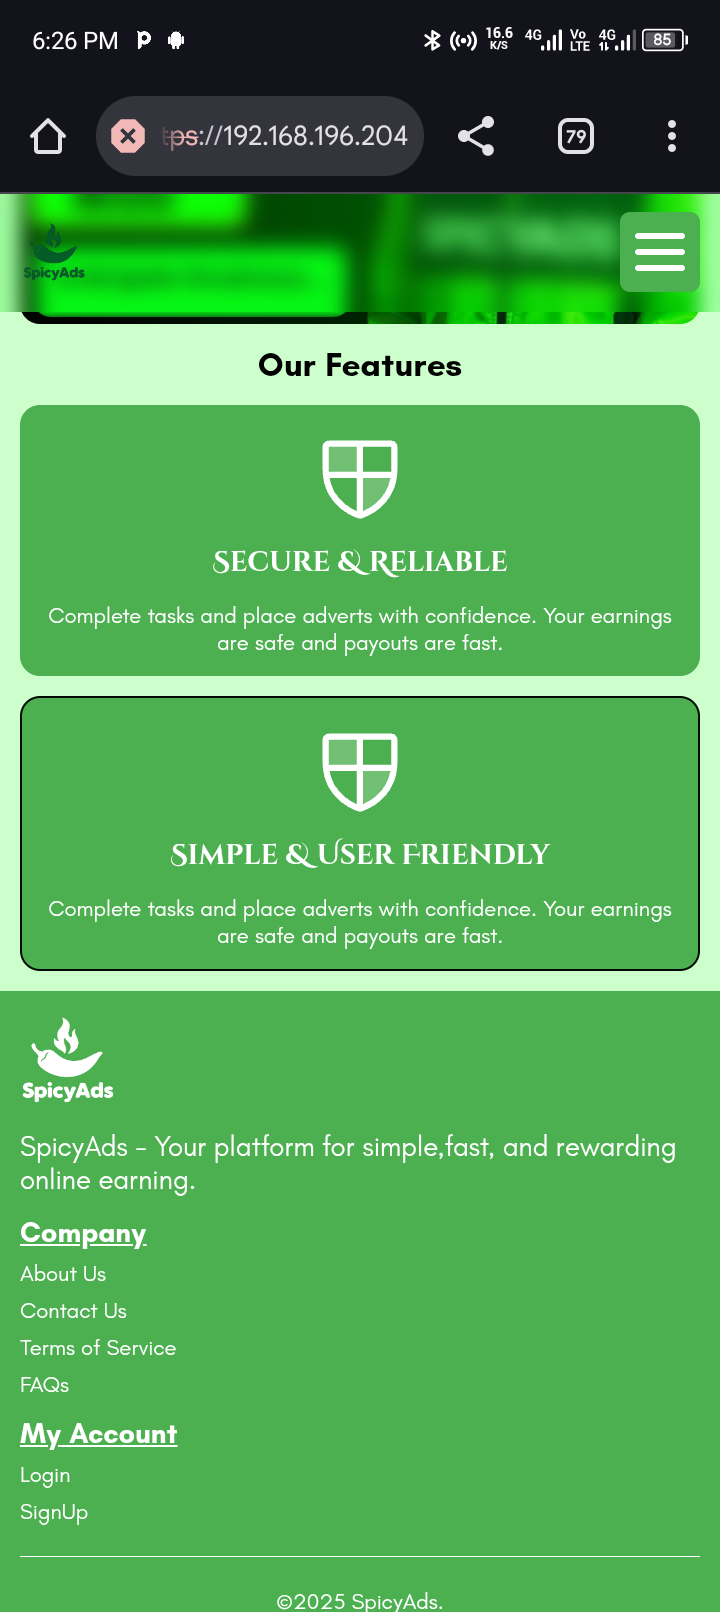 6:26 PM
16.6
K/S
4G
Vo
LTE
4G
85
tps://192.168.196.204
79
SpicyAds
Our Features
Secure & Reliable
Complete tasks and place adverts with confidence. Your earnings
are safe and payouts are fast.
Simple & User Friendly
Complete tasks and place adverts with confidence. Your earnings
are safe and payouts are fast.
SpicyAds
SpicyAds - Your platform for simple,fast, and rewarding
online earning.
Company
About Us
Contact Us
Terms of Service
FAQs
My Account
Login
SignUp
©2025 SpicyAds.